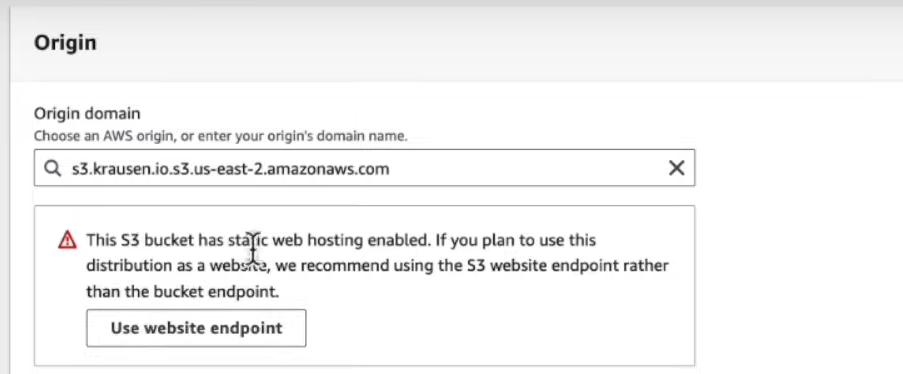 Origin
Origin domain
Choose an AWS origin, or enter your origin's domain name.
s3.krausen.io.s3.us-east-2.amazonaws.com
This S3 bucket has static web hosting enabled. If you plan to use this
distribution as a website, we recommend using the S3 website endpoint rather
than the bucket endpoint.
Use website endpoint